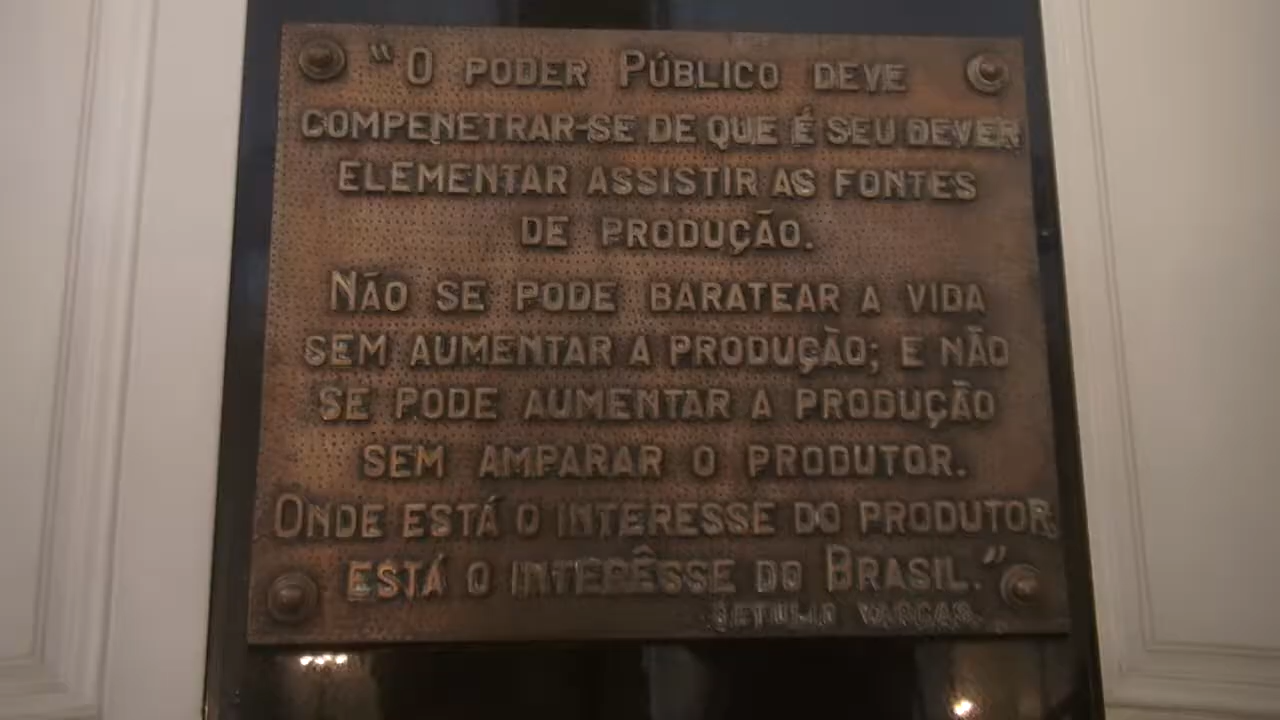 “O PODER PÚBLICO DEVE
COMPENETRAR-SE DE QUE É SEU DEVER
ELEMENTAR ASSISTIR AS FONTES
DE PRODUÇÃO.
NÃO SE PODE BARATEAR A VIDA
SEM AUMENTAR A PRODUÇÃO; E NÃO
SE PODE AUMENTAR A PRODUÇÃO
SEM AMPARAR O PRODUTOR.
ONDE ESTÁ O INTERESSE DO PRODUTOR,
ESTÁ O INTERÊSSE DO BRASIL.”
GETULIO VARGAS.